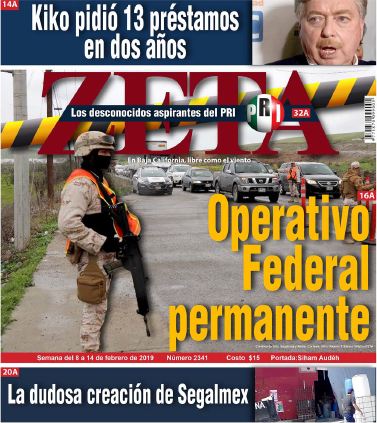 14A
Kiko pidió 13 préstamos
en dos años
ZETA
Los desconocidos aspirantes del PRI
PRI
32A
En Baja California, libre como el viento
16A
Operativo
Federal
permanente
Semana del 8 a 14 de febrero de 2019 Número 2341 Costo $15 Portada:Siham Audéh
20A
La dudosa creación de Segalmex